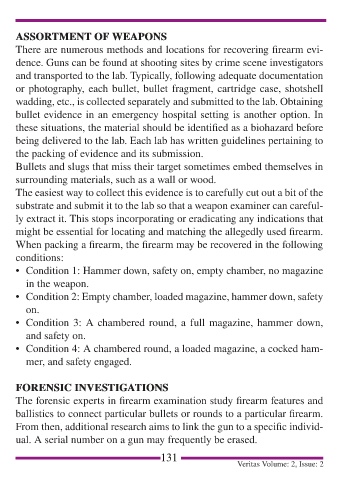 ASSORTMENT OF WEAPONS
There are numerous methods and locations for recovering firearm evi-
dence. Guns can be found at shooting sites by crime scene investigators
and transported to the lab. Typically, following adequate documentation
or photography, each bullet, bullet fragment, cartridge case, shotshell
wadding, etc., is collected separately and submitted to the lab. Obtaining
bullet evidence in an emergency hospital setting is another option. In
these situations, the material should be identified as a biohazard before
being delivered to the lab. Each lab has written guidelines pertaining to
the packing of evidence and its submission.
Bullets and slugs that miss their target sometimes embed themselves in
surrounding materials, such as a wall or wood.
The easiest way to collect this evidence is to carefully cut out a bit of the
substrate and submit it to the lab so that a weapon examiner can careful-
ly extract it. This stops incorporating or eradicating any indications that
might be essential for locating and matching the allegedly used firearm.
When packing a firearm, the firearm may be recovered in the following
conditions:
• Condition 1: Hammer down, safety on, empty chamber, no magazine
in the weapon.
• Condition 2: Empty chamber, loaded magazine, hammer down, safety
on.
• Condition 3: A chambered round, a full magazine, hammer down,
and safety on.
• Condition 4: A chambered round, a loaded magazine, a cocked ham-
mer, and safety engaged.
FORENSIC INVESTIGATIONS
The forensic experts in firearm examination study firearm features and
ballistics to connect particular bullets or rounds to a particular firearm.
From then, additional research aims to link the gun to a specific individ-
ual. A serial number on a gun may frequently be erased.
131
Veritas Volume: 2, Issue: 2